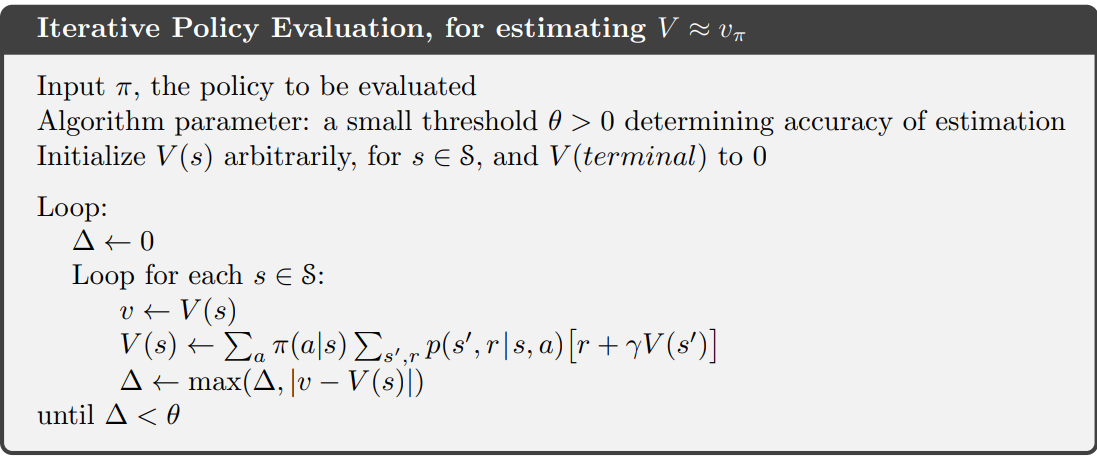 Iterative Policy Evaluation, for estimating V ≈ v_π
Input π, the policy to be evaluated
Algorithm parameter: a small threshold θ > 0 determining accuracy of estimation
Initialize V(s) arbitrarily, for s ∈ 𝒮, and V(terminal) to 0
Loop:
Δ ← 0
Loop for each s ∈ 𝒮:
v ← V(s)
V(s) ← ∑_a π(a|s) ∑_{s′,r} p(s′, r|s, a)[r + γV(s′)]
Δ ← max(Δ, |v − V(s)|)
until Δ < θ